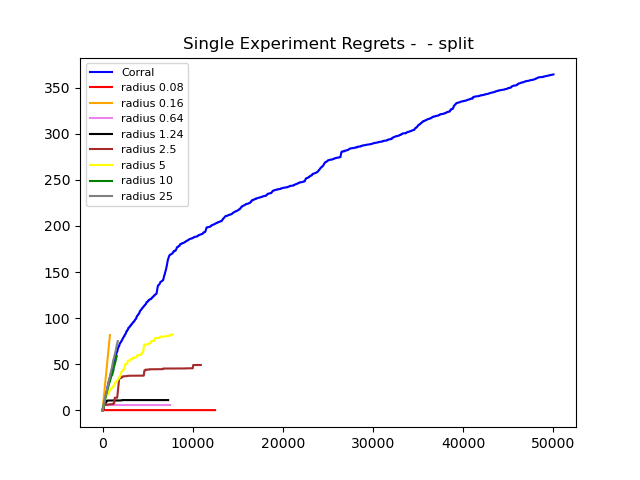 Single Experiment Regrets -  - split
Corral
radius 0.08
radius 0.16
radius 0.64
radius 1.24
radius 2.5
radius 5
radius 10
radius 25
350
300
250
200
150
100
50
0
0 10000 20000 30000 40000 50000